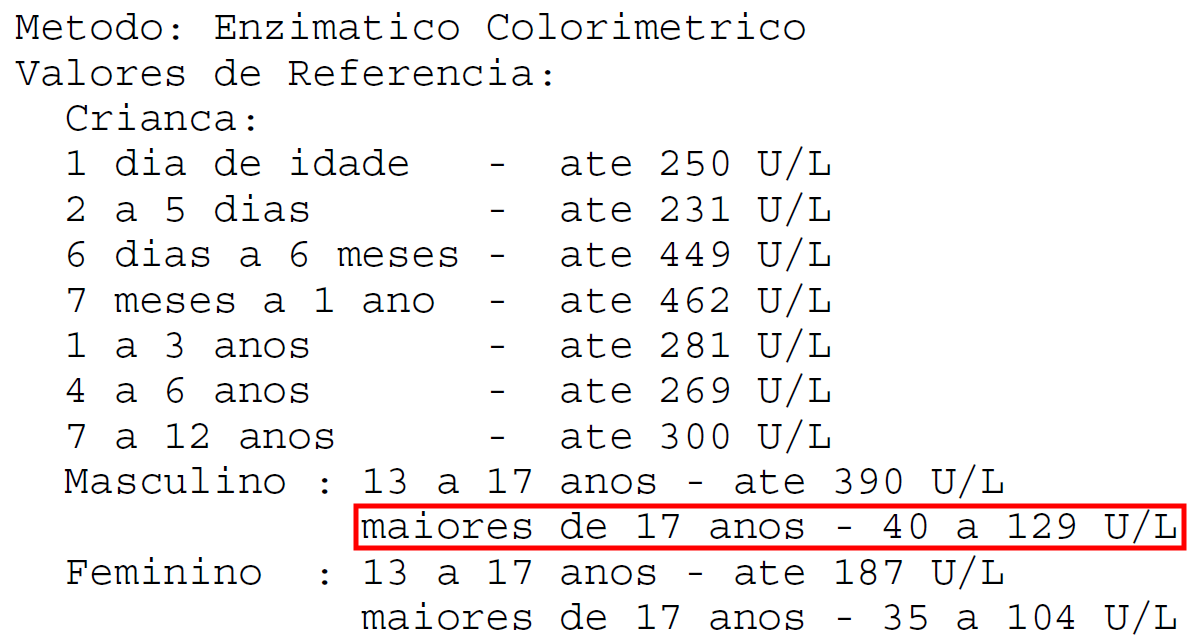 Metodo: Enzimatico Colorimetrico
Valores de Referencia:
Crianca:
1 dia de idade - ate 250 U/L
2 a 5 dias - ate 231 U/L
6 dias a 6 meses - ate 449 U/L
7 meses a 1 ano - ate 462 U/L
1 a 3 anos - ate 281 U/L
4 a 6 anos - ate 269 U/L
7 a 12 anos - ate 300 U/L
Masculino : 13 a 17 anos - ate 390 U/L
maiores de 17 anos - 40 a 129 U/L
Feminino : 13 a 17 anos - ate 187 U/L
maiores de 17 anos - 35 a 104 U/L